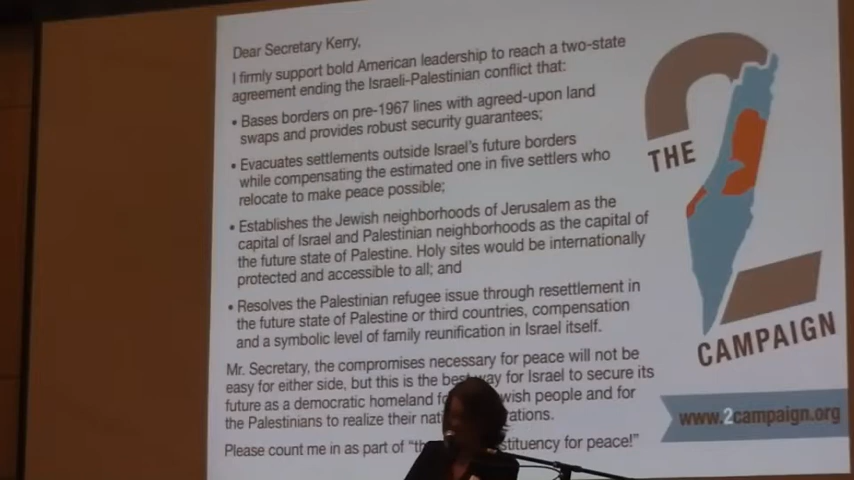 Dear Secretary Kerry,
I firmly support bold American leadership to reach a two-state
agreement ending the Israeli-Palestinian conflict that:
• Bases borders on pre-1967 lines with agreed-upon land
swaps and provides robust security guarantees;
• Evacuates settlements outside Israel's future borders
while compensating the estimated one in five settlers who
relocate to make peace possible;
• Establishes the Jewish neighborhoods of Jerusalem as the
capital of Israel and Palestinian neighborhoods as the capital of
the future state of Palestine. Holy sites would be internationally
protected and accessible to all; and
• Resolves the Palestinian refugee issue through resettlement in
the future state of Palestine or third countries, compensation
and a symbolic level of family reunification in Israel itself.
Mr. Secretary, the compromises necessary for peace will not be
easy for either side, but this is the best way for Israel to secure its
future as a democratic homeland people and for
the Palestinians to realize their
Please count me in as part of for peace!"
THE
2
CAMPAIGN
www.2campaign.org